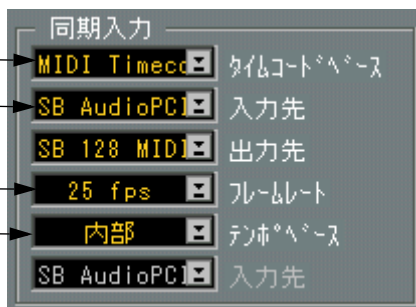 同期入力
MIDI Timec タイムコードベース
SB AudioPCI 入力先
SB 128 MIDI 出力先
25 fps フレームレート
内部 テンポベース
SB AudioPCI 入力先